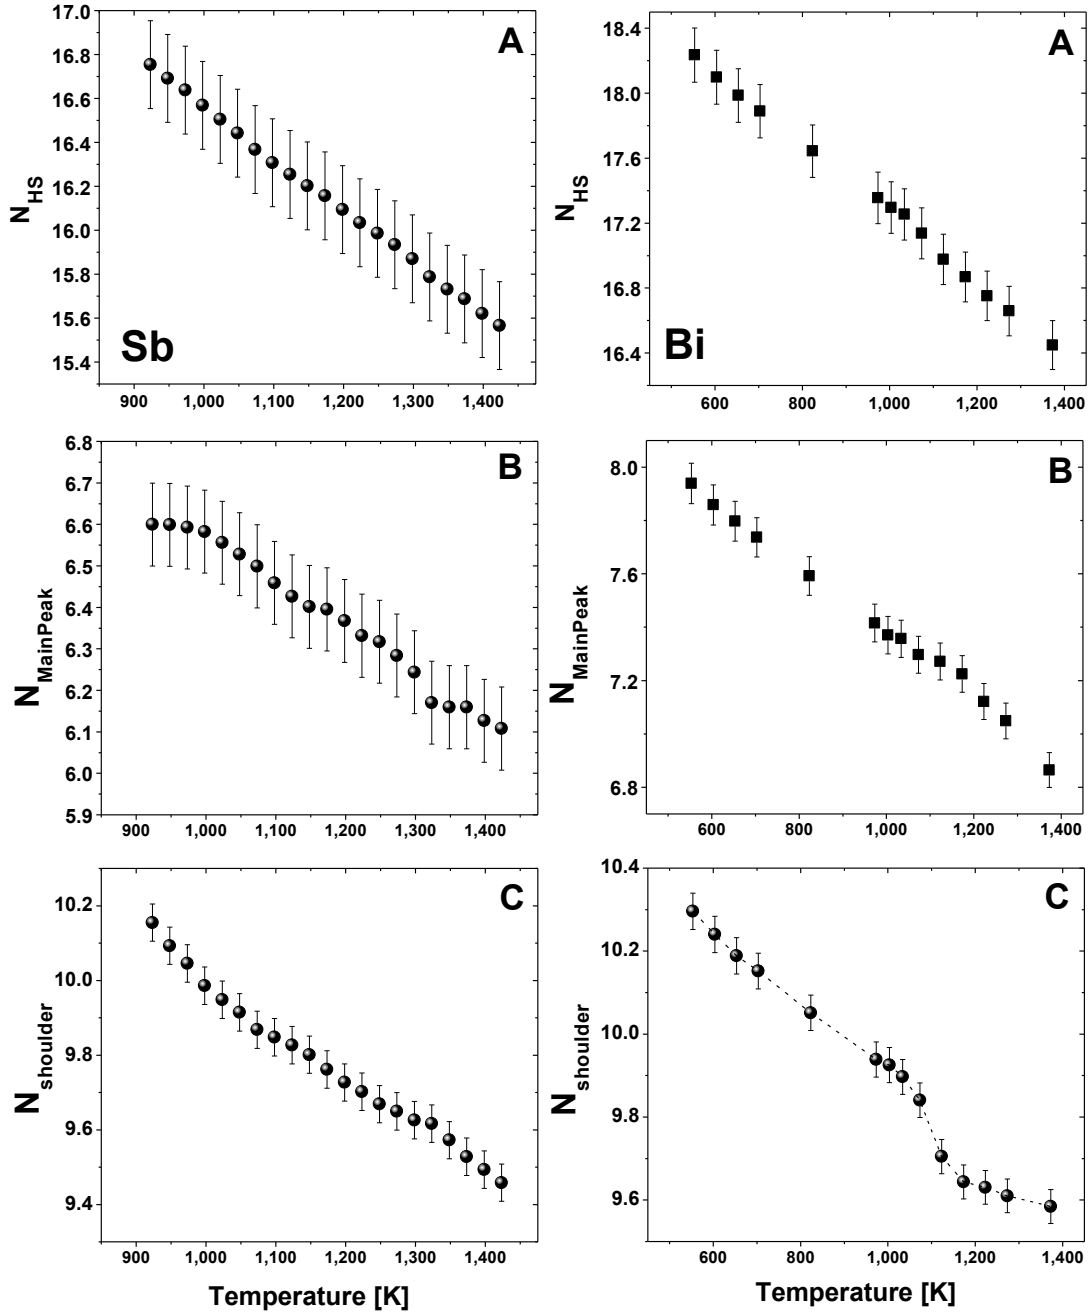 17.0
16.8
16.6
16.4
16.2
16.0
15.8
15.6
15.4
N_HS
A
Sb
900 1,000 1,100 1,200 1,300 1,400
18.4
18.0
17.6
17.2
16.8
16.4
N_HS
A
Bi
600 800 1,000 1,200 1,400
6.8
6.7
6.6
6.5
6.4
6.3
6.2
6.1
6.0
5.9
N_MainPeak
B
900 1,000 1,100 1,200 1,300 1,400
8.0
7.6
7.2
6.8
N_MainPeak
B
600 800 1,000 1,200 1,400
10.2
10.0
9.8
9.6
9.4
N_shoulder
C
900 1,000 1,100 1,200 1,300 1,400
Temperature [K]
10.4
10.2
10.0
9.8
9.6
N_shoulder
C
600 800 1,000 1,200 1,400
Temperature [K]